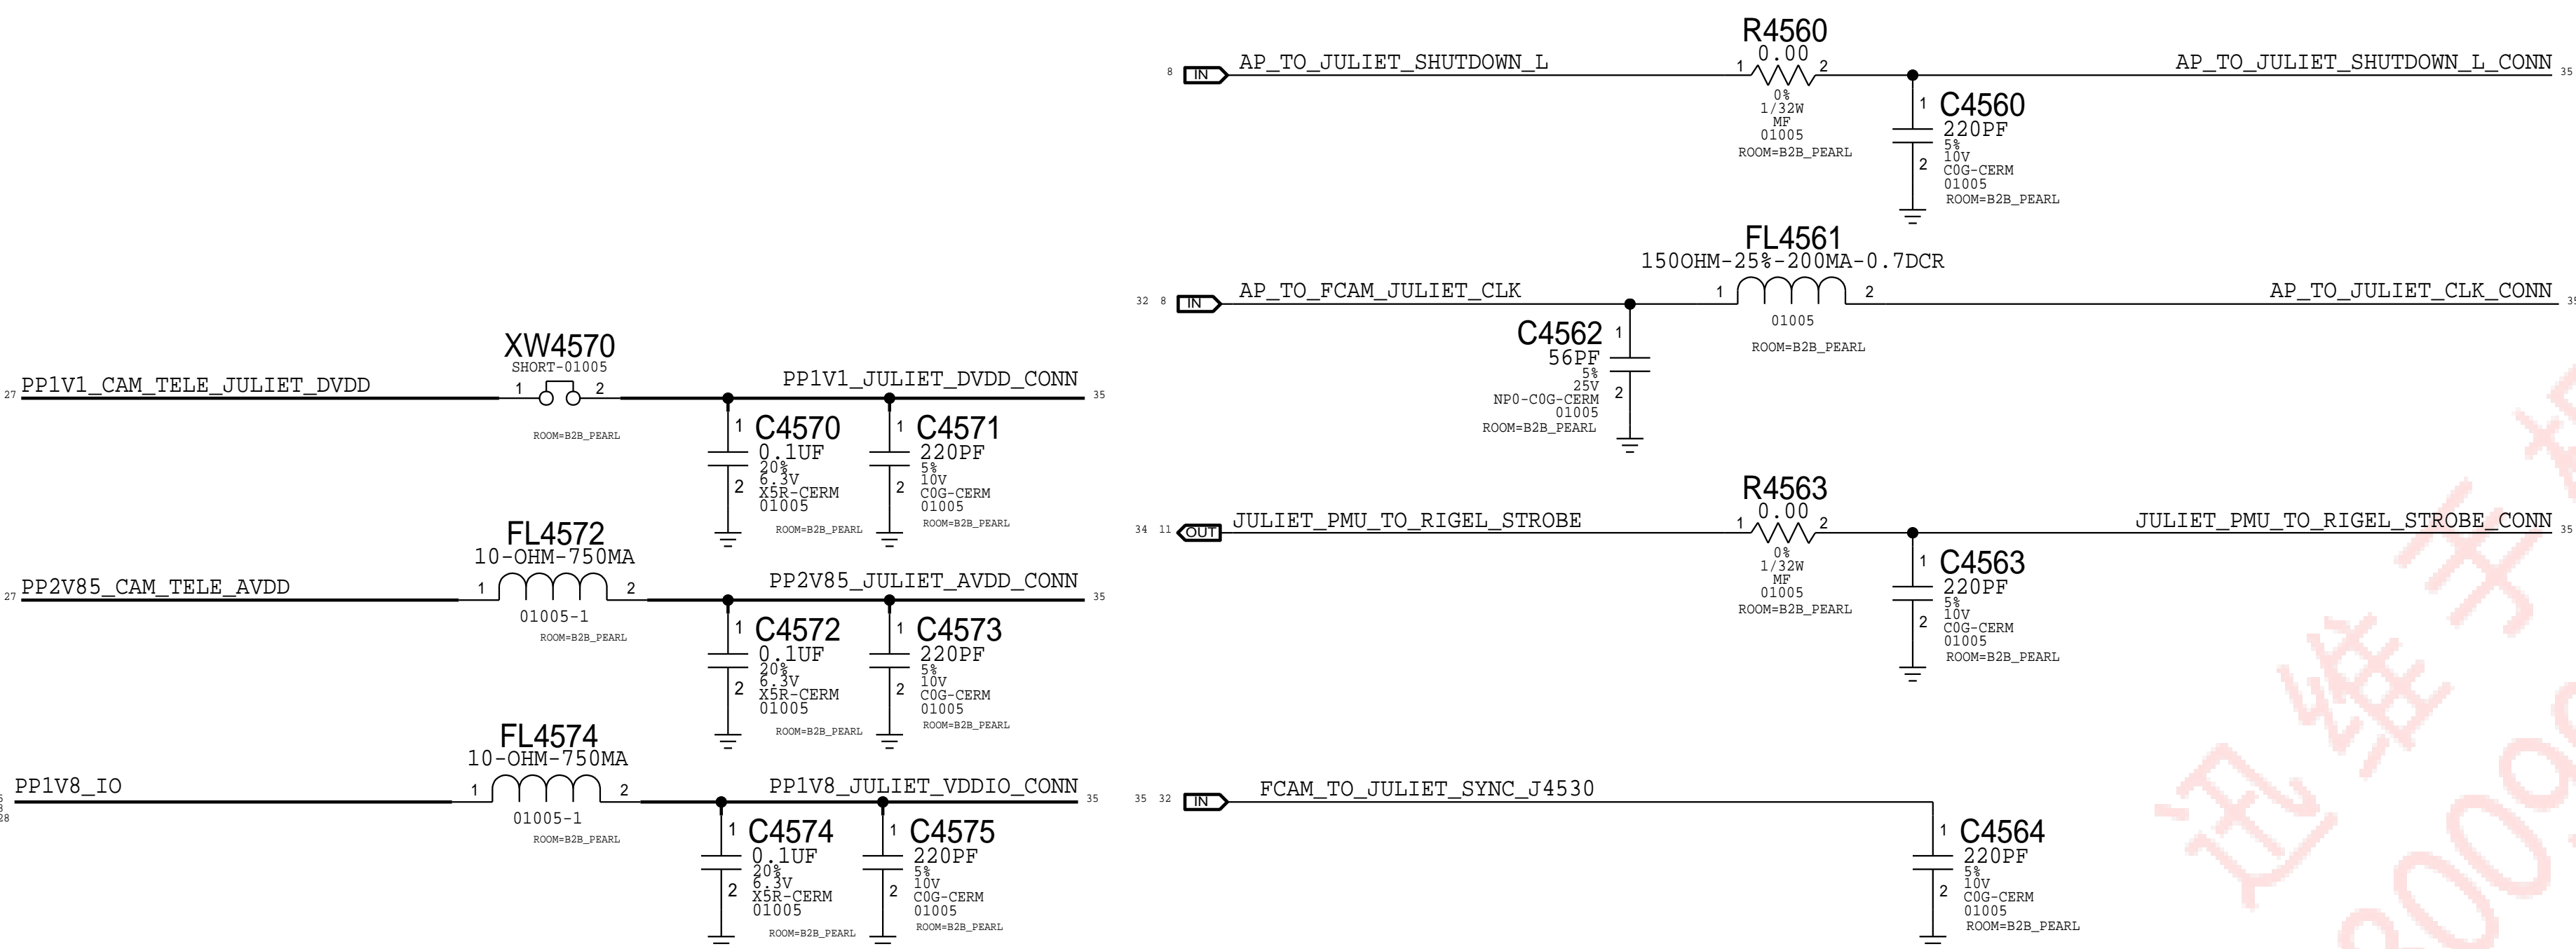 R4560
0.00
8 IN AP_TO_JULIET_SHUTDOWN_L 1 2 AP_TO_JULIET_SHUTDOWN_L_CONN 35
0%
1/32W
MF
01005
ROOM=B2B_PEARL
1 C4560
220PF
5%
10V
2 C0G-CERM
01005
ROOM=B2B_PEARL
FL4561
150OHM-25%-200MA-0.7DCR
32 8 IN AP_TO_FCAM_JULIET_CLK 1 2 AP_TO_JULIET_CLK_CONN
01005
ROOM=B2B_PEARL
C4562 1
56PF
5%
25V 2
NP0-C0G-CERM
01005
ROOM=B2B_PEARL
XW4570
SHORT-01005
27 PP1V1_CAM_TELE_JULIET_DVDD 1 2 PP1V1_JULIET_DVDD_CONN 35
ROOM=B2B_PEARL
1 C4570
0.1UF
20%
6.3V
2 X5R-CERM
01005
ROOM=B2B_PEARL
1 C4571
220PF
5%
10V
2 C0G-CERM
01005
ROOM=B2B_PEARL
R4563
0.00
34 11 OUT JULIET_PMU_TO_RIGEL_STROBE 1 2 JULIET_PMU_TO_RIGEL_STROBE_CONN 35
0%
1/32W
MF
01005
ROOM=B2B_PEARL
1 C4563
220PF
5%
10V
2 C0G-CERM
01005
ROOM=B2B_PEARL
FL4572
10-OHM-750MA
27 PP2V85_CAM_TELE_AVDD 1 2 PP2V85_JULIET_AVDD_CONN 35
01005-1
ROOM=B2B_PEARL
1 C4572
0.1UF
20%
6.3V
2 X5R-CERM
01005
ROOM=B2B_PEARL
1 C4573
220PF
5%
10V
2 C0G-CERM
01005
ROOM=B2B_PEARL
FL4574
10-OHM-750MA
28 PP1V8_IO 1 2 PP1V8_JULIET_VDDIO_CONN 35
01005-1
ROOM=B2B_PEARL
1 C4574
0.1UF
20%
6.3V
2 X5R-CERM
01005
ROOM=B2B_PEARL
1 C4575
220PF
5%
10V
2 C0G-CERM
01005
ROOM=B2B_PEARL
35 32 IN FCAM_TO_JULIET_SYNC_J4530
1 C4564
220PF
5%
10V
2 C0G-CERM
01005
ROOM=B2B_PEARL
迅维手